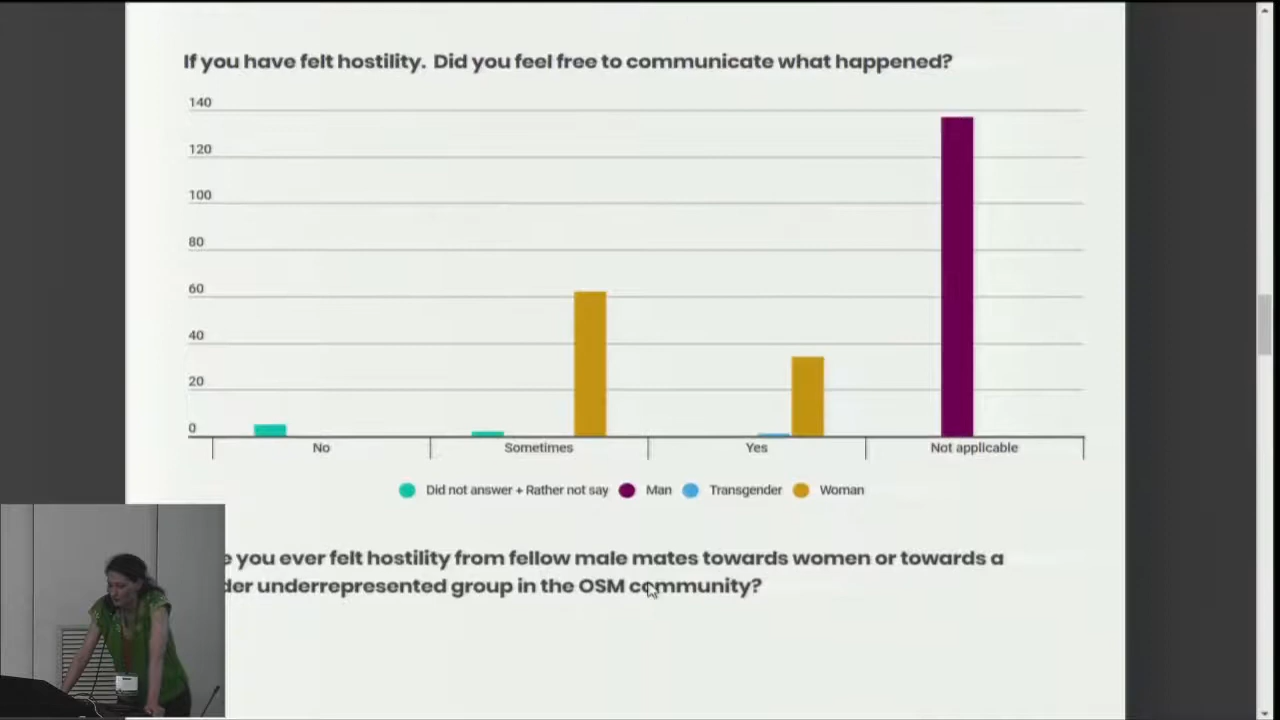 If you have felt hostility. Did you feel free to communicate what happened?
140
120
100
80
60
40
20
0
No Sometimes Yes Not applicable
Did not answer + Rather not say Man Transgender Woman
you ever felt hostility from fellow male mates towards women or towards a
underrepresented group in the OSM community?